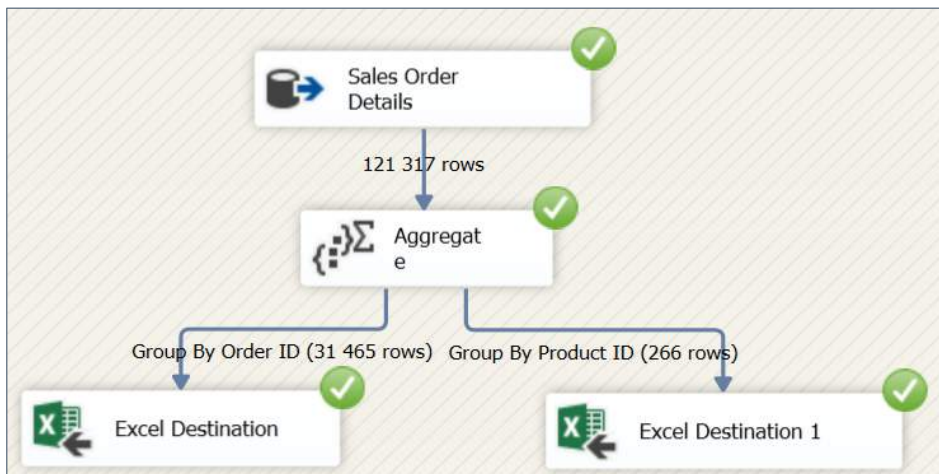 Sales Order
Details
121 317 rows
Aggregat
e
Group By Order ID (31 465 rows)
Group By Product ID (266 rows)
Excel Destination
Excel Destination 1